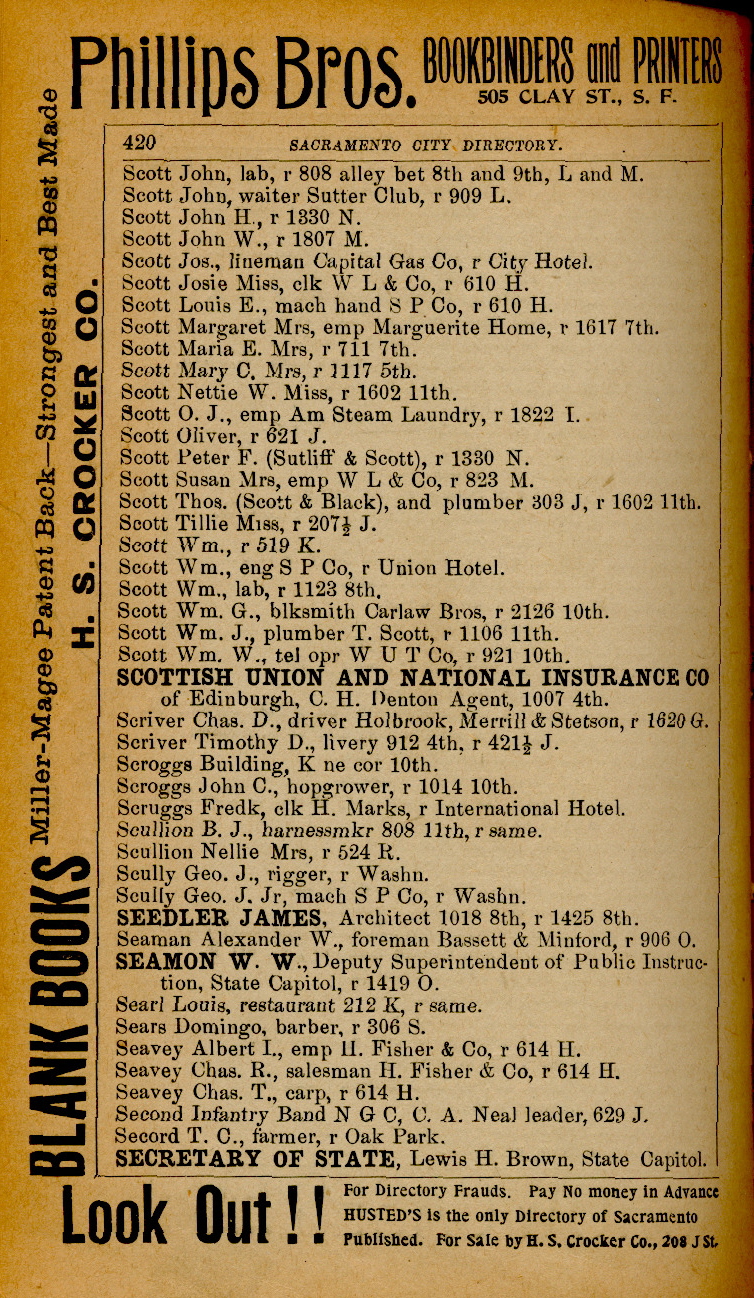 Phillips Bros. BOOKBINDERS and PRINTERS
505 CLAY ST., S. F.
420 SACRAMENTO CITY DIRECTORY.
Scott John, lab, r 808 alley bet 8th and 9th, L and M.
Scott John, waiter Sutter Club, r 909 L.
Scott John H., r 1330 N.
Scott John W., r 1807 M.
Scott Jos., lineman Capital Gas Co, r City Hotel.
Scott Josie Miss, clk W L & Co, r 610 H.
Scott Louis E., mach hand S P Co, r 610 H.
Scott Margaret Mrs, emp Marguerite Home, r 1617 7th.
Scott Maria E. Mrs, r 711 7th.
Scott Mary C. Mrs, r 1117 5th.
Scott Nettie W. Miss, r 1602 11th.
Scott O. J., emp Am Steam Laundry, r 1822 I.
Scott Oliver, r 621 J.
Scott Peter F. (Sutliff & Scott), r 1330 N.
Scott Susan Mrs, emp W L & Co, r 823 M.
Scott Thos. (Scott & Black), and plumber 303 J, r 1602 11th.
Scott Tillie Miss, r 207½ J.
Scott Wm., r 519 K.
Scott Wm., eng S P Co, r Union Hotel.
Scott Wm., lab, r 1123 8th.
Scott Wm. G., blksmith Carlaw Bros, r 2126 10th.
Scott Wm. J., plumber T. Scott, r 1106 11th.
Scott Wm. W., tel opr W U T Co, r 921 10th.
SCOTTISH UNION AND NATIONAL INSURANCE CO
of Edinburgh, C. H. Denton Agent, 1007 4th.
Scriver Chas. D., driver Holbrook, Merrill & Stetson, r 1620 G.
Scriver Timothy D., livery 912 4th, r 421½ J.
Scroggs Building, K ne cor 10th.
Scroggs John C., hopgrower, r 1014 10th.
Scruggs Fredk, clk H. Marks, r International Hotel.
Scullion B. J., harnessmkr 808 11th, r same.
Scullion Nellie Mrs, r 524 R.
Scully Geo. J., rigger, r Washn.
Scully Geo. J. Jr, mach S P Co, r Washn.
SEEDLER JAMES, Architect 1018 8th, r 1425 8th.
Seaman Alexander W., foreman Bassett & Minford, r 906 O.
SEAMON W. W., Deputy Superintendent of Public Instruc-
tion, State Capitol, r 1419 O.
Searl Louis, restaurant 212 K, r same.
Sears Domingo, barber, r 306 S.
Seavey Albert I., emp H. Fisher & Co, r 614 H.
Seavey Chas. R., salesman H. Fisher & Co, r 614 H.
Seavey Chas. T., carp, r 614 H.
Second Infantry Band N G C, C. A. Neal leader, 629 J.
Secord T. C., farmer, r Oak Park.
SECRETARY OF STATE, Lewis H. Brown, State Capitol.
BLANK BOOKS Miller-Magee Patent Back—Strongest and Best Made
H. S. CROCKER CO.
Look Out!! For Directory Frauds. Pay No money in Advance
HUSTED'S is the only Directory of Sacramento
Published. For Sale by H. S. Crocker Co., 208 J St.